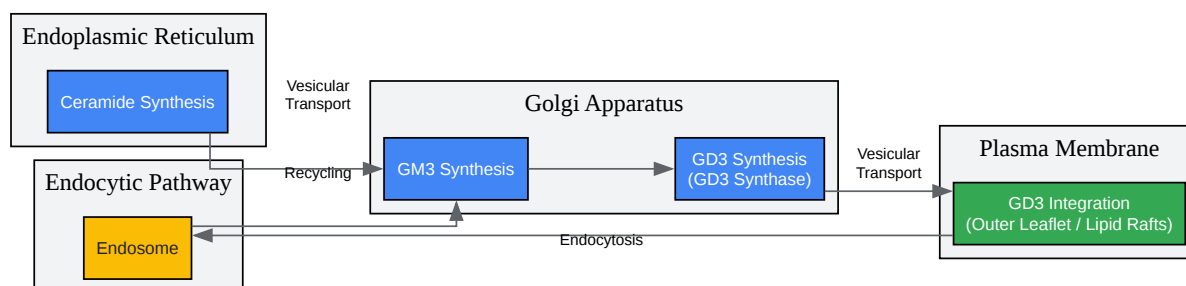 Endoplasmic Reticulum
Ceramide Synthesis
Vesicular
Transport
Golgi Apparatus
GM3 Synthesis
GD3 Synthesis
(GD3 Synthase)
Vesicular
Transport
Plasma Membrane
GD3 Integration
(Outer Leaflet / Lipid Rafts)
Recycling
Endocytic Pathway
Endosome
Endocytosis